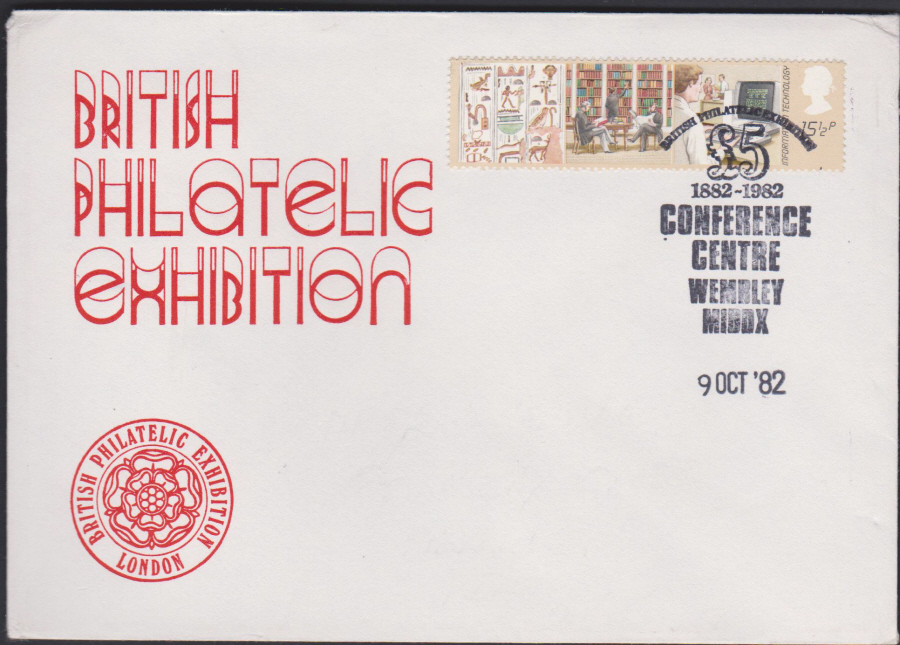 BRITISH
PHILATELIC
EXHIBITION
INFORMATION TECHNOLOGY
15½P
BRITISH PHILATELIC EXHIBITION
£5
1882-1982
CONFERENCE
CENTRE
WEMBLEY
MIDDX
9 OCT '82
BRITISH PHILATELIC EXHIBITION
LONDON